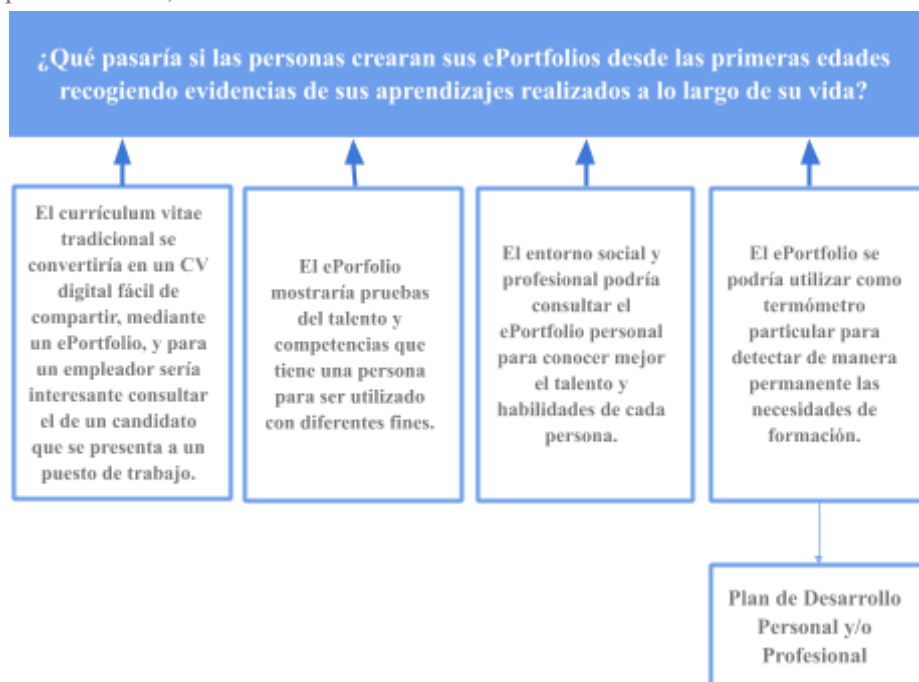 ¿Qué pasaría si las personas crearan sus ePortfolios desde las primeras edades
recogiendo evidencias de sus aprendizajes realizados a lo largo de su vida?
El currículum vitae
tradicional se
convertiría en un CV
digital fácil de
compartir, mediante
un ePortfolio, y para
un empleador sería
interesante consultar
el de un candidato
que se presenta a un
puesto de trabajo.
El ePorfolio
mostraría pruebas
del talento y
competencias que
tiene una persona
para ser utilizado
con diferentes fines.
El entorno social y
profesional podría
consultar el
ePortfolio personal
para conocer mejor
el talento y
habilidades de cada
persona.
El ePortfolio se
podría utilizar como
termómetro
particular para
detectar de manera
permanente las
necesidades de
formación.
Plan de Desarrollo
Personal y/o
Profesional